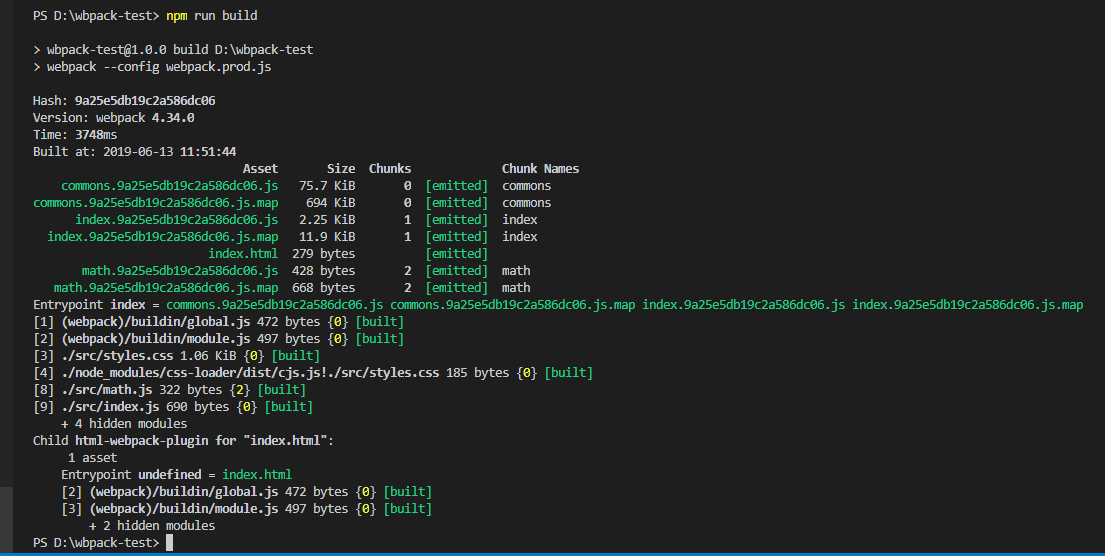 PS D:\wbpack-test> npm run build
> wbpack-test@1.0.0 build D:\wbpack-test
> webpack --config webpack.prod.js
Hash: 9a25e5db19c2a586dc06
Version: webpack 4.34.0
Time: 3748ms
Built at: 2019-06-13 11:51:44
Asset Size Chunks Chunk Names
commons.9a25e5db19c2a586dc06.js 75.7 KiB 0 [emitted] commons
commons.9a25e5db19c2a586dc06.js.map 694 KiB 0 [emitted] commons
index.9a25e5db19c2a586dc06.js 2.25 KiB 1 [emitted] index
index.9a25e5db19c2a586dc06.js.map 11.9 KiB 1 [emitted] index
index.html 279 bytes [emitted]
math.9a25e5db19c2a586dc06.js 428 bytes 2 [emitted] math
math.9a25e5db19c2a586dc06.js.map 668 bytes 2 [emitted] math
Entrypoint index = commons.9a25e5db19c2a586dc06.js commons.9a25e5db19c2a586dc06.js.map index.9a25e5db19c2a586dc06.js index.9a25e5db19c2a586dc06.js.map
[1] (webpack)/buildin/global.js 472 bytes {0} [built]
[2] (webpack)/buildin/module.js 497 bytes {0} [built]
[3] ./src/styles.css 1.06 KiB {0} [built]
[4] ./node_modules/css-loader/dist/cjs.js!./src/styles.css 185 bytes {0} [built]
[8] ./src/math.js 322 bytes {2} [built]
[9] ./src/index.js 690 bytes {0} [built]
+ 4 hidden modules
Child html-webpack-plugin for "index.html":
1 asset
Entrypoint undefined = index.html
[2] (webpack)/buildin/global.js 472 bytes {0} [built]
[3] (webpack)/buildin/module.js 497 bytes {0} [built]
+ 2 hidden modules
PS D:\wbpack-test>